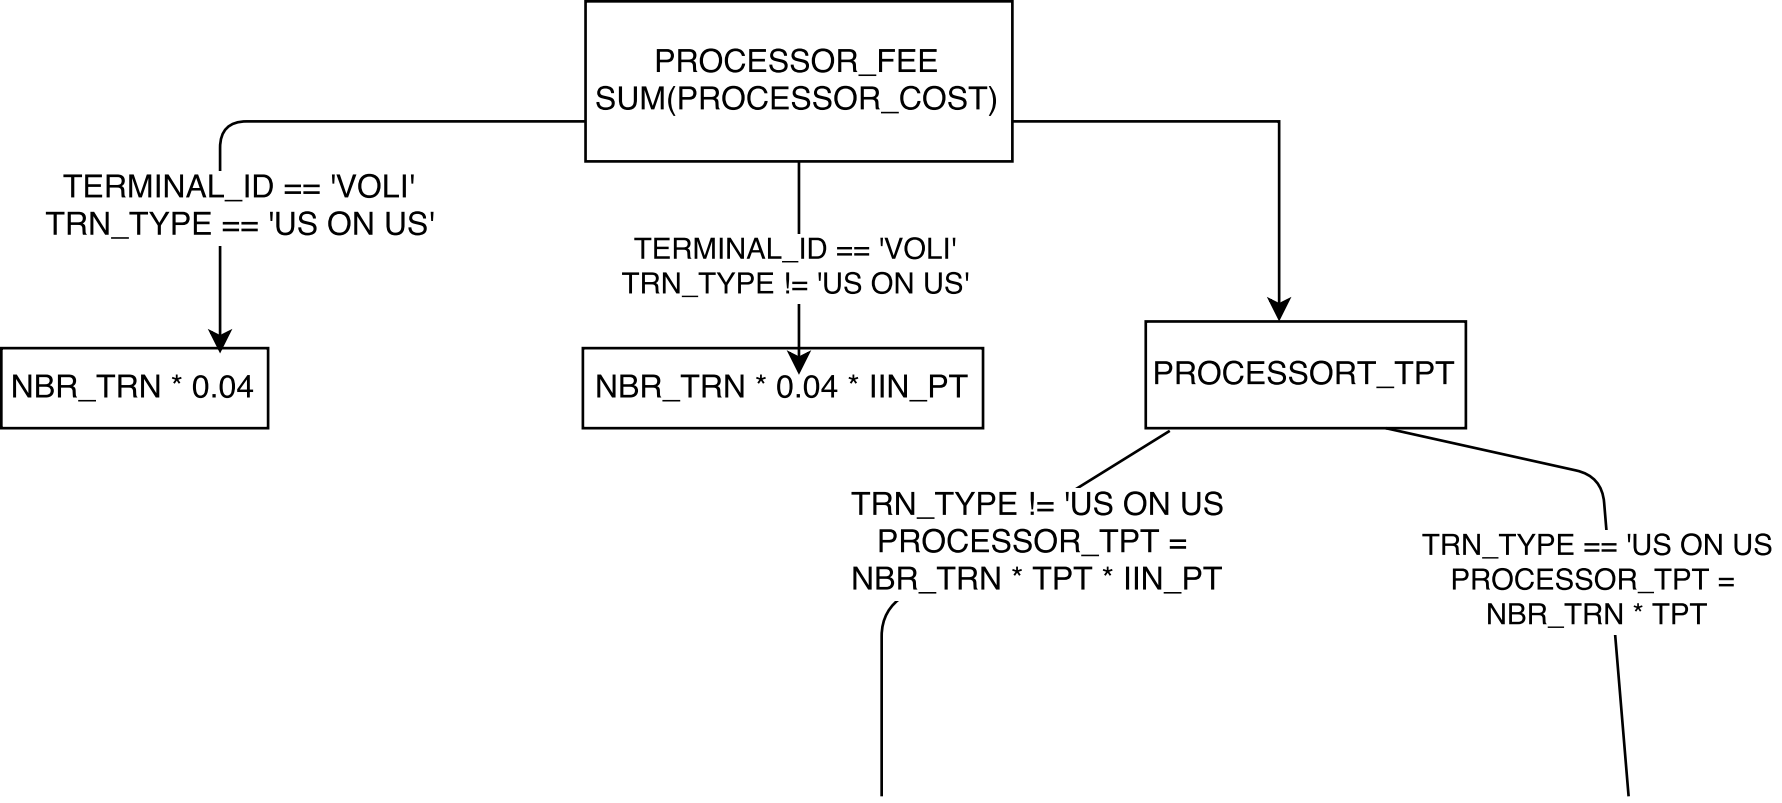 PROCESSOR_FEE
SUM(PROCESSOR_COST)
TERMINAL_ID == 'VOLI'
TRN_TYPE == 'US ON US'
TERMINAL_ID == 'VOLI'
TRN_TYPE != 'US ON US'
NBR_TRN * 0.04
NBR_TRN * 0.04 * IIN_PT
PROCESSORT_TPT
TRN_TYPE != 'US ON US
PROCESSOR_TPT =
NBR_TRN * TPT * IIN_PT
TRN_TYPE == 'US ON US
PROCESSOR_TPT =
NBR_TRN * TPT